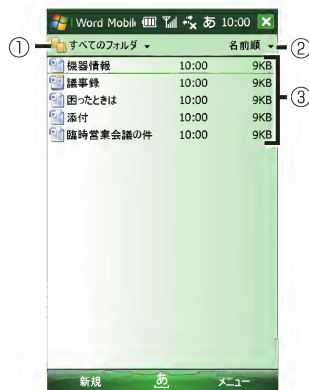 Word Mobile あ 10:00
① すべてのフォルダ 名前順 ②
機器情報 10:00 9KB
議事録 10:00 9KB
困ったときは 10:00 9KB
添付 10:00 9KB
臨時営業会議の件 10:00 9KB
③
新規 あ メニュー